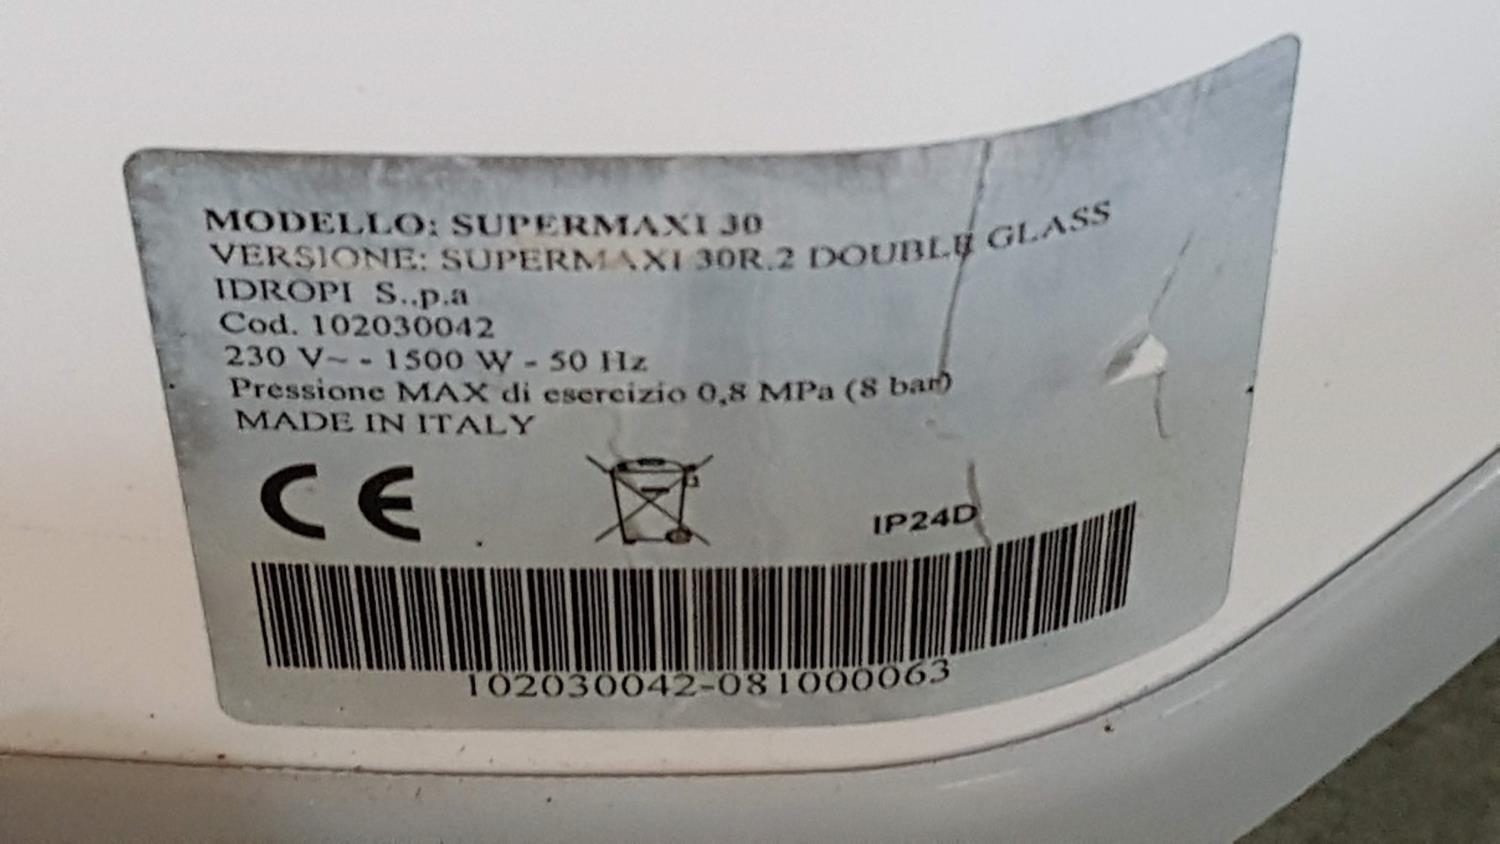 MODELLO: SUPERMAXI 30
VERSIONE: SUPERMAXI 30R.2 DOUBLE GLASS
IDROPI S..p.a
Cod. 102030042
230 V~ - 1500 W - 50 Hz
Pressione MAX di esercizio 0,8 MPa (8 bar)
MADE IN ITALY
CE
IP24D
102030042-081000063